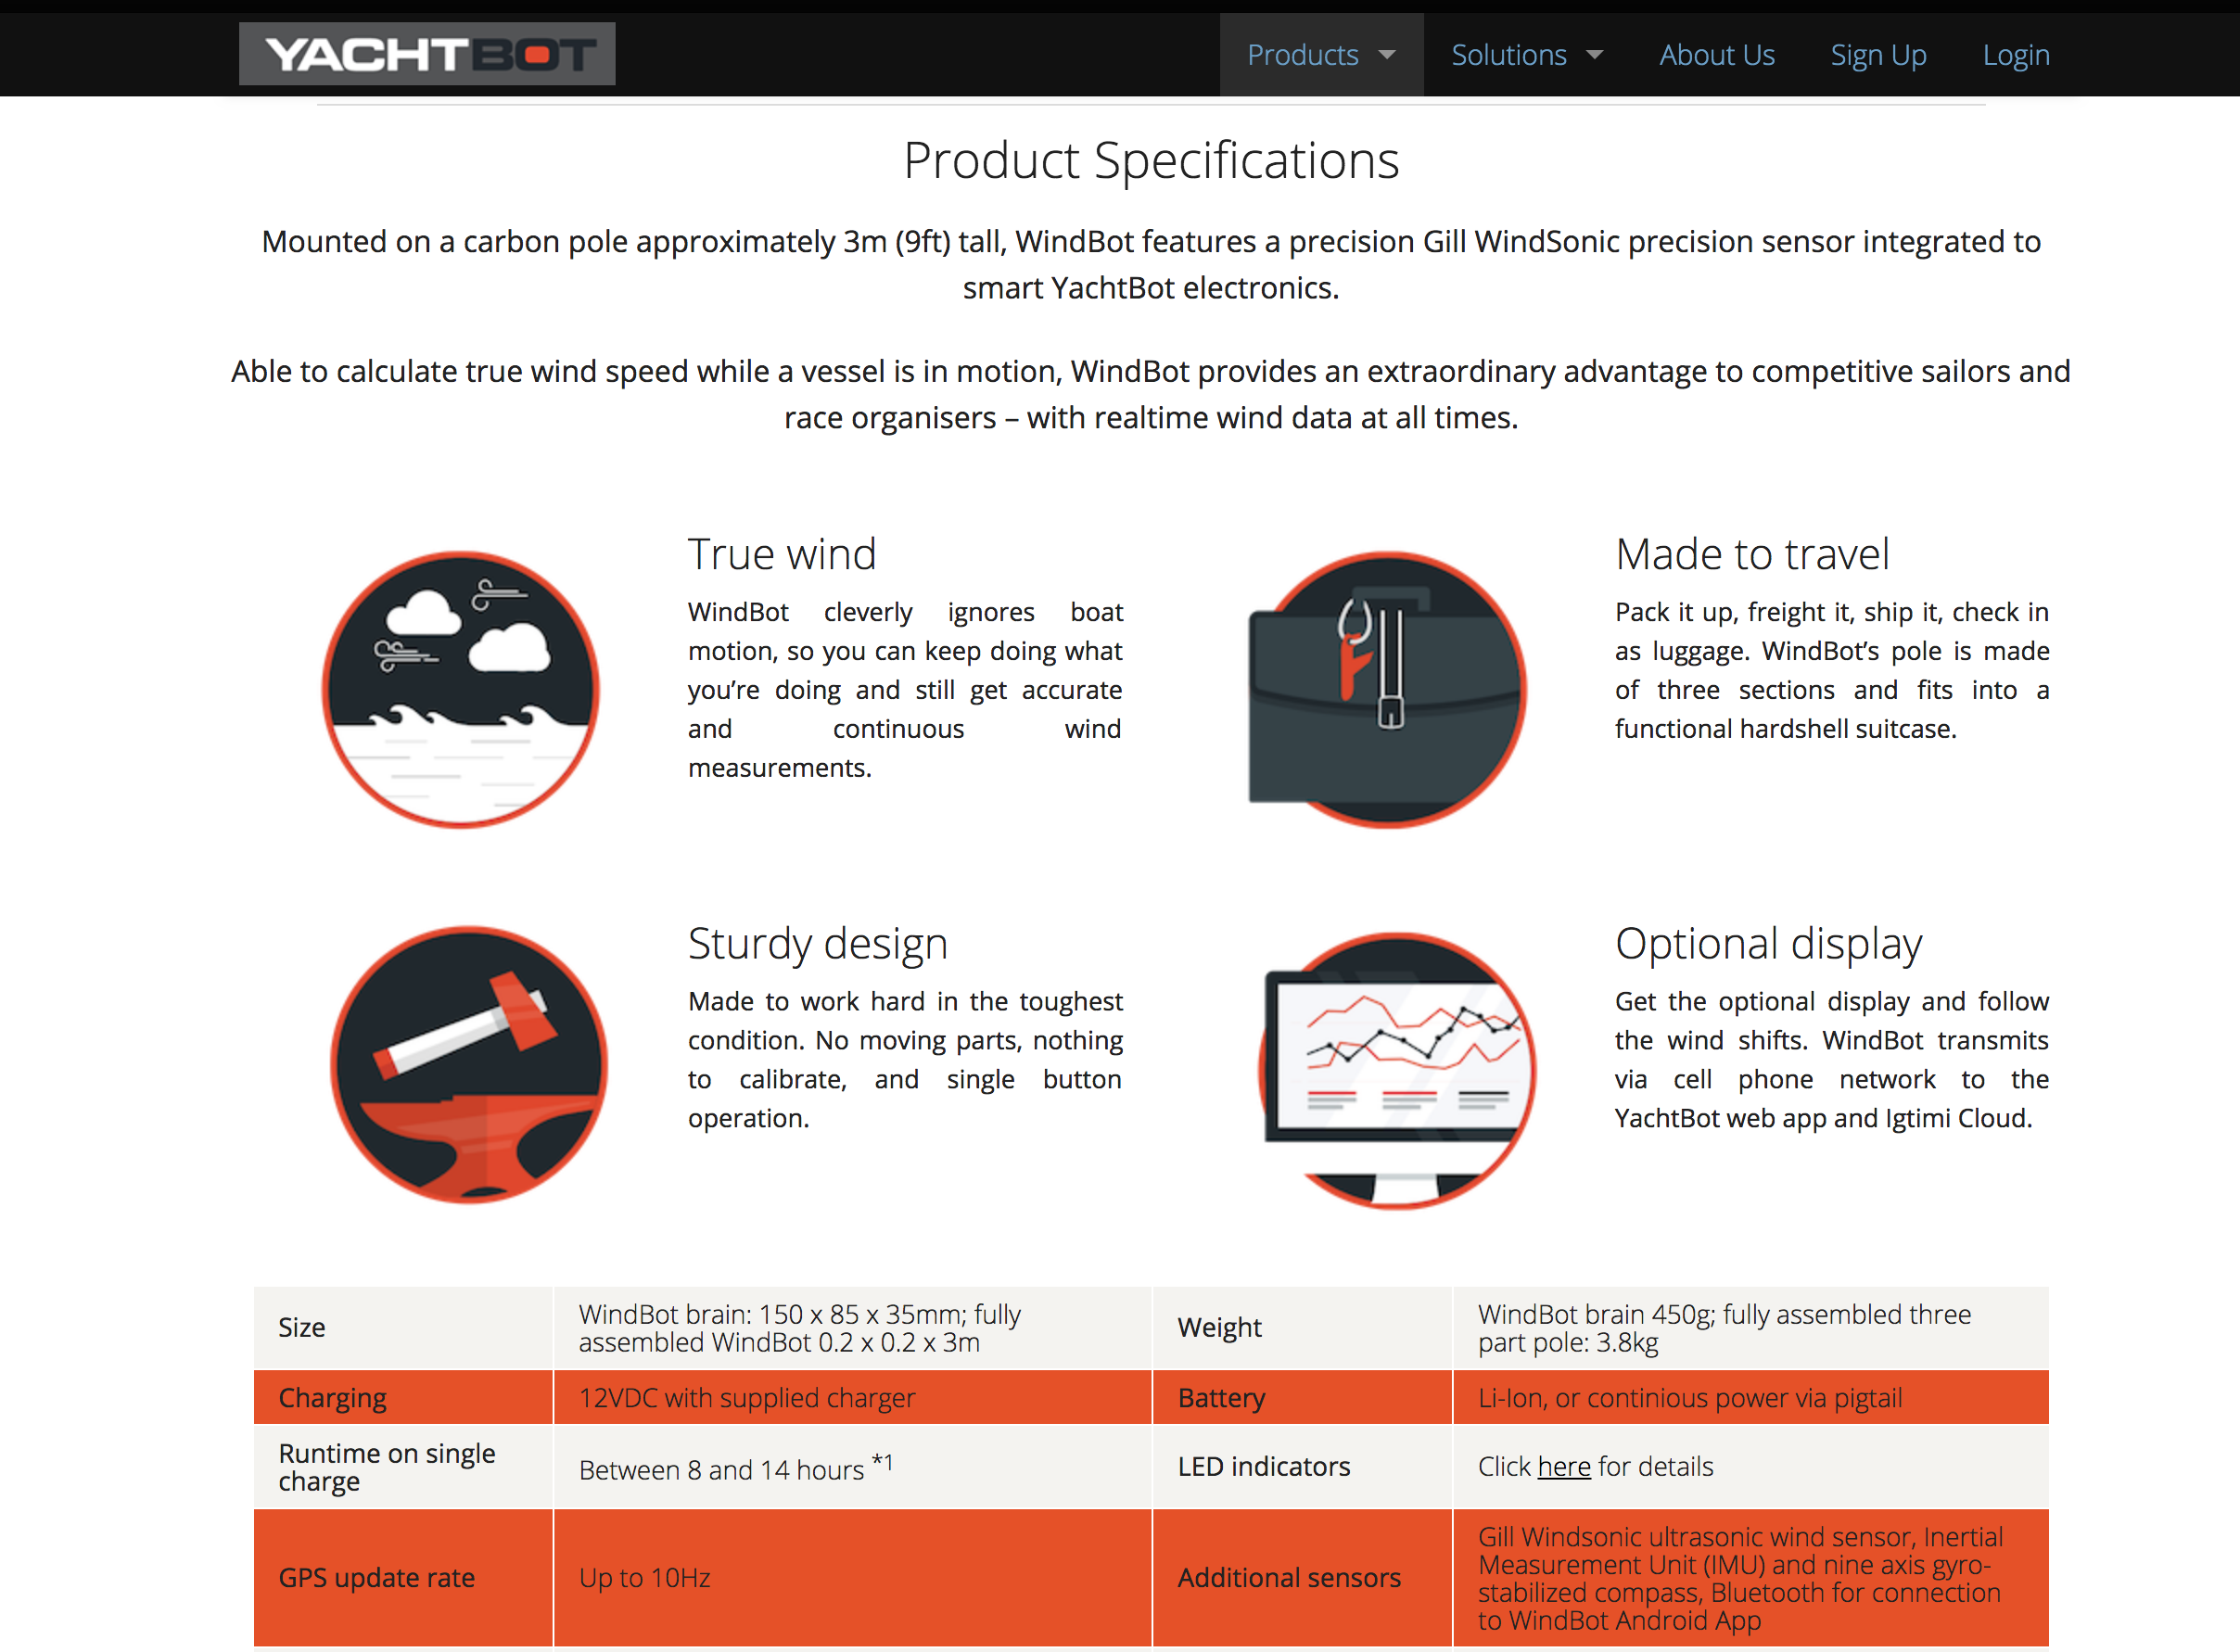 YACHTBOT
Products
Solutions
About Us
Sign Up
Login
Product Specifications
Mounted on a carbon pole approximately 3m (9ft) tall, WindBot features a precision Gill WindSonic precision sensor integrated to
smart YachtBot electronics.
Able to calculate true wind speed while a vessel is in motion, WindBot provides an extraordinary advantage to competitive sailors and
race organisers – with realtime wind data at all times.
True wind
WindBot cleverly ignores boat
motion, so you can keep doing what
you’re doing and still get accurate
and continuous wind
measurements.
Made to travel
Pack it up, freight it, ship it, check in
as luggage. WindBot’s pole is made
of three sections and fits into a
functional hardshell suitcase.
Sturdy design
Made to work hard in the toughest
condition. No moving parts, nothing
to calibrate, and single button
operation.
Optional display
Get the optional display and follow
the wind shifts. WindBot transmits
via cell phone network to the
YachtBot web app and Igtimi Cloud.
Size
WindBot brain: 150 x 85 x 35mm; fully
assembled WindBot 0.2 x 0.2 x 3m
Weight
WindBot brain 450g; fully assembled three
part pole: 3.8kg
Charging
12VDC with supplied charger
Battery
Li-Ion, or continious power via pigtail
Runtime on single
charge
Between 8 and 14 hours *1
LED indicators
Click here for details
GPS update rate
Up to 10Hz
Additional sensors
Gill Windsonic ultrasonic wind sensor, Inertial
Measurement Unit (IMU) and nine axis gyro-
stabilized compass, Bluetooth for connection
to WindBot Android App